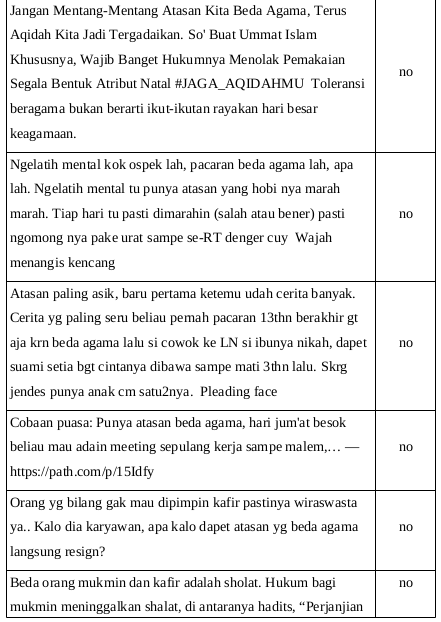 Jangan Mentang-Mentang Atasan Kita Beda Agama, Terus
Aqidah Kita Jadi Tergadaikan. So' Buat Ummat Islam
Khususnya, Wajib Banget Hukumnya Menolak Pemakaian
Segala Bentuk Atribut Natal #JAGA_AQIDAHMU  Toleransi
no
beragama bukan berarti ikut-ikutan rayakan hari besar
keagamaan.
Ngelatih mental kok ospek lah, pacaran beda agama lah, apa
lah. Ngelatih mental tu punya atasan yang hobi nya marah
marah. Tiap hari tu pasti dimarahin (salah atau bener) pasti
no
ngomong nya pake urat sampe se-RT denger cuy  Wajah
menangis kencang
Atasan paling asik, baru pertama ketemu udah cerita banyak.
Cerita yg paling seru beliau pernah pacaran 13thn berakhir gt
aja krn beda agama lalu si cowok ke LN si ibunya nikah, dapet
no
suami setia bgt cintanya dibawa sampe mati 3thn lalu. Skrg
jendes punya anak cm satu2nya.  Pleading face
Cobaan puasa: Punya atasan beda agama, hari jum'at besok
beliau mau adain meeting sepulang kerja sampe malem,… —
no
https://path.com/p/15Idfy
Orang yg bilang gak mau dipimpin kafir pastinya wiraswasta
ya.. Kalo dia karyawan, apa kalo dapet atasan yg beda agama
no
langsung resign?
Beda orang mukmin dan kafir adalah sholat. Hukum bagi
no
mukmin meninggalkan shalat, di antaranya hadits, “Perjanjian